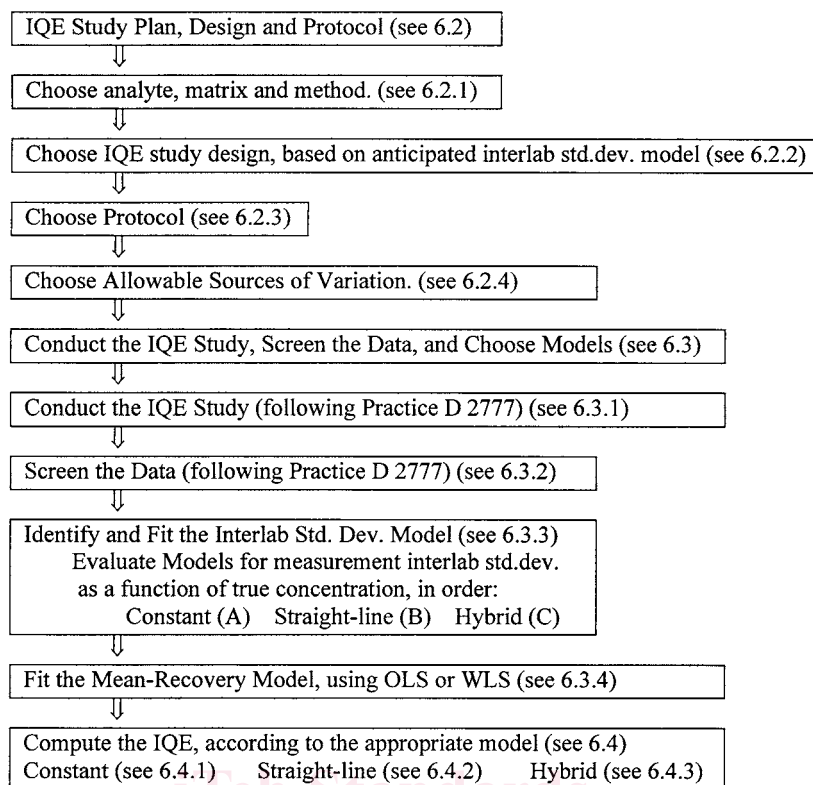 IQE Study Plan, Design and Protocol (see 6.2)
Choose analyte, matrix and method. (see 6.2.1)
Choose IQE study design, based on anticipated interlab std.dev. model (see 6.2.2)
Choose Protocol (see 6.2.3)
Choose Allowable Sources of Variation. (see 6.2.4)
Conduct the IQE Study, Screen the Data, and Choose Models (see 6.3)
Conduct the IQE Study (following Practice D 2777) (see 6.3.1)
Screen the Data (following Practice D 2777) (see 6.3.2)
Identify and Fit the Interlab Std. Dev. Model (see 6.3.3)
Evaluate Models for measurement interlab std.dev.
as a function of true concentration, in order:
Constant (A) Straight-line (B) Hybrid (C)
Fit the Mean-Recovery Model, using OLS or WLS (see 6.3.4)
Compute the IQE, according to the appropriate model (see 6.4)
Constant (see 6.4.1) Straight-line (see 6.4.2) Hybrid (see 6.4.3)